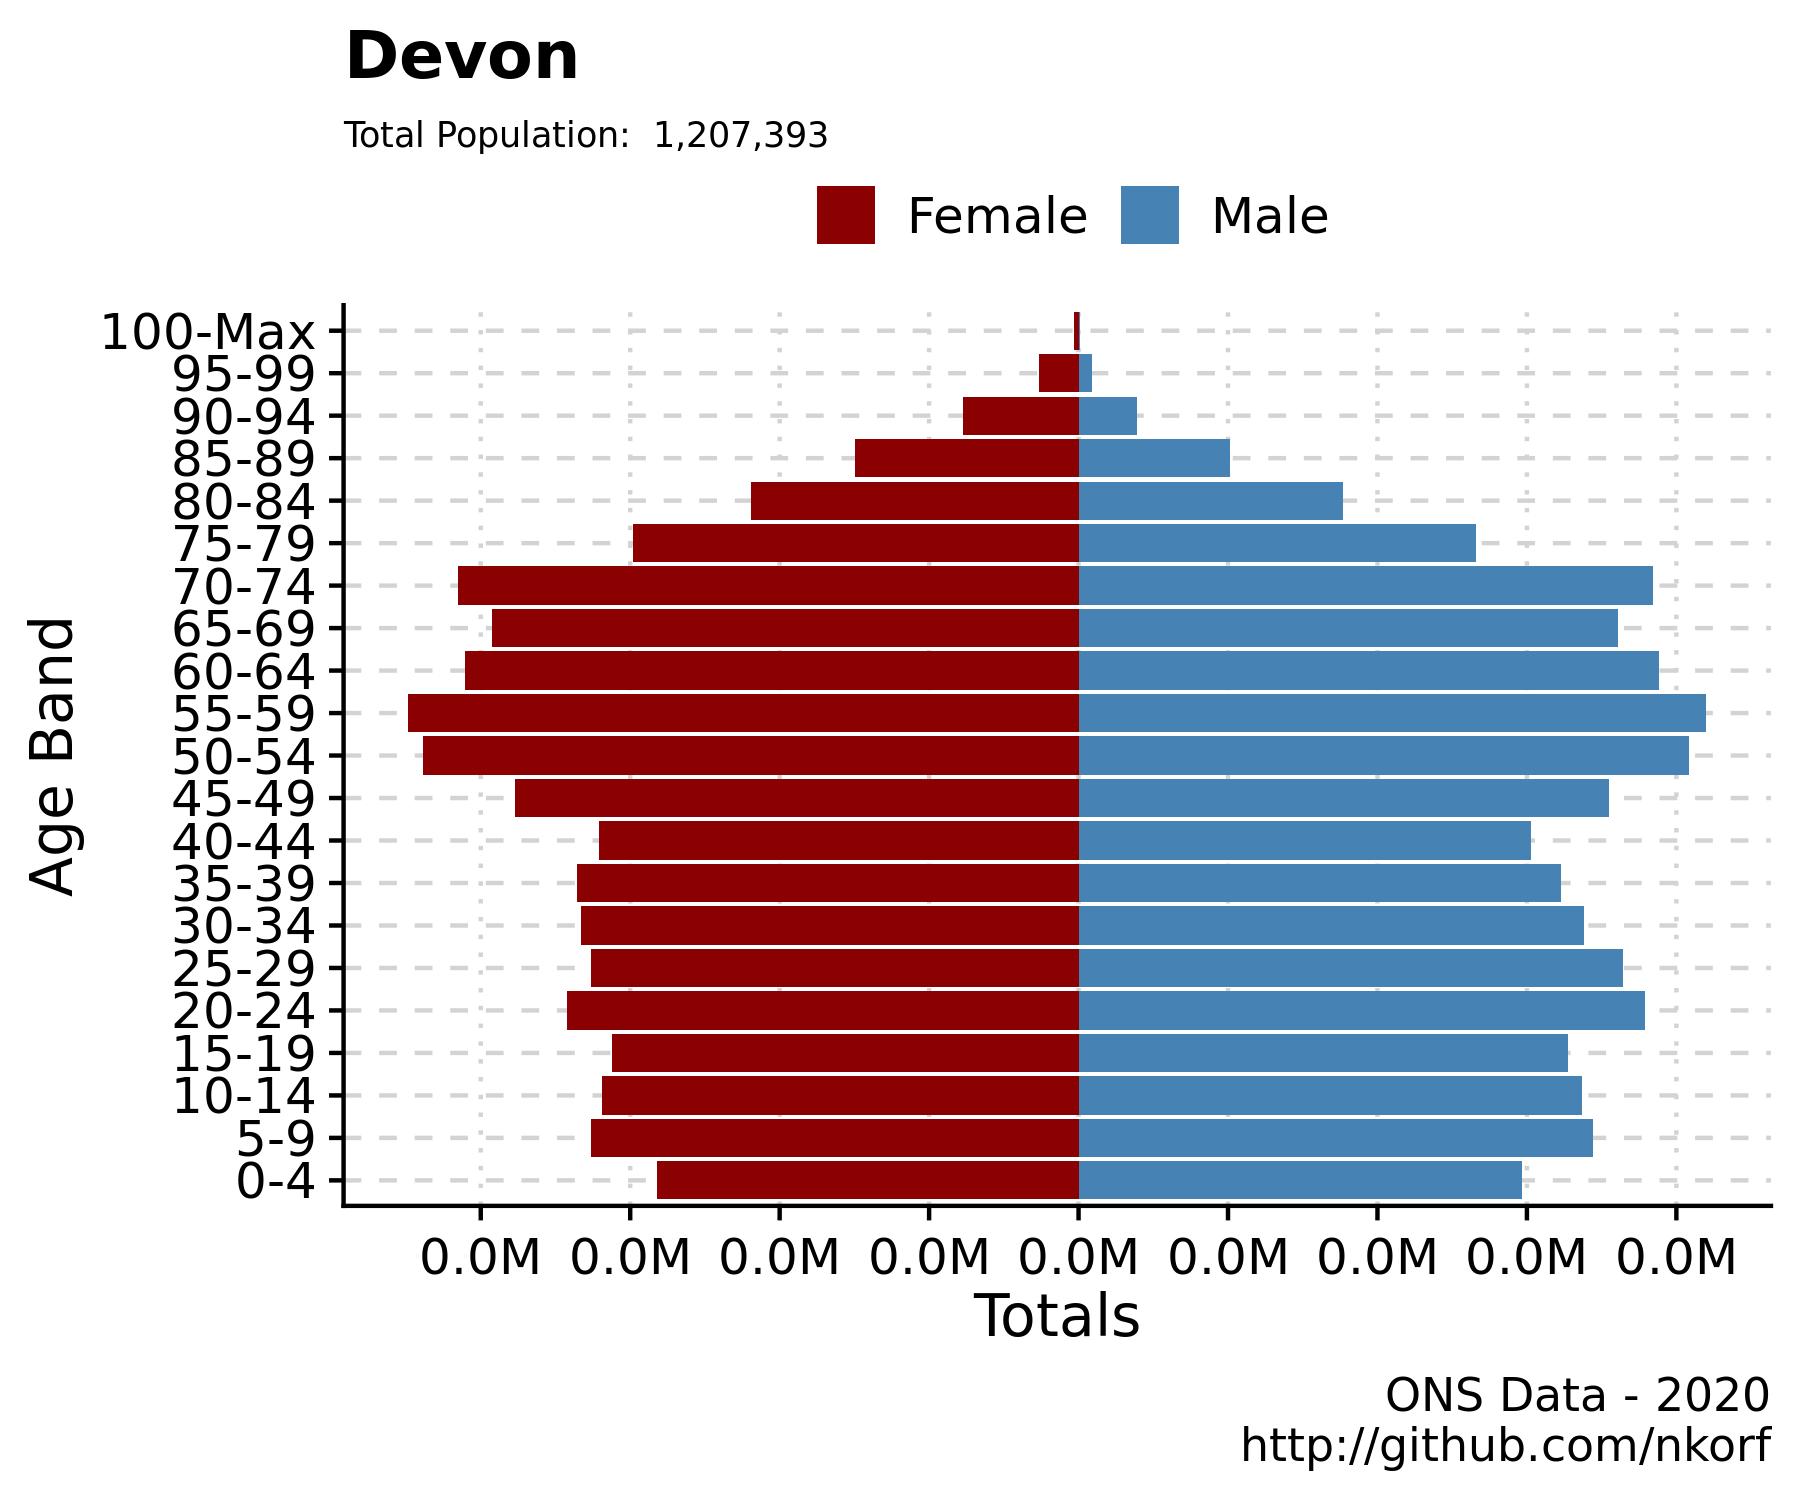 Devon
Total Population:  1,207,393
Female Male
100-Max
95-99
90-94
85-89
80-84
75-79
70-74
65-69
60-64
55-59
50-54
45-49
40-44
35-39
30-34
25-29
20-24
15-19
10-14
5-9
0-4
Age Band
0.0M 0.0M 0.0M 0.0M 0.0M 0.0M 0.0M 0.0M 0.0M
Totals
ONS Data - 2020
http://github.com/nkorf